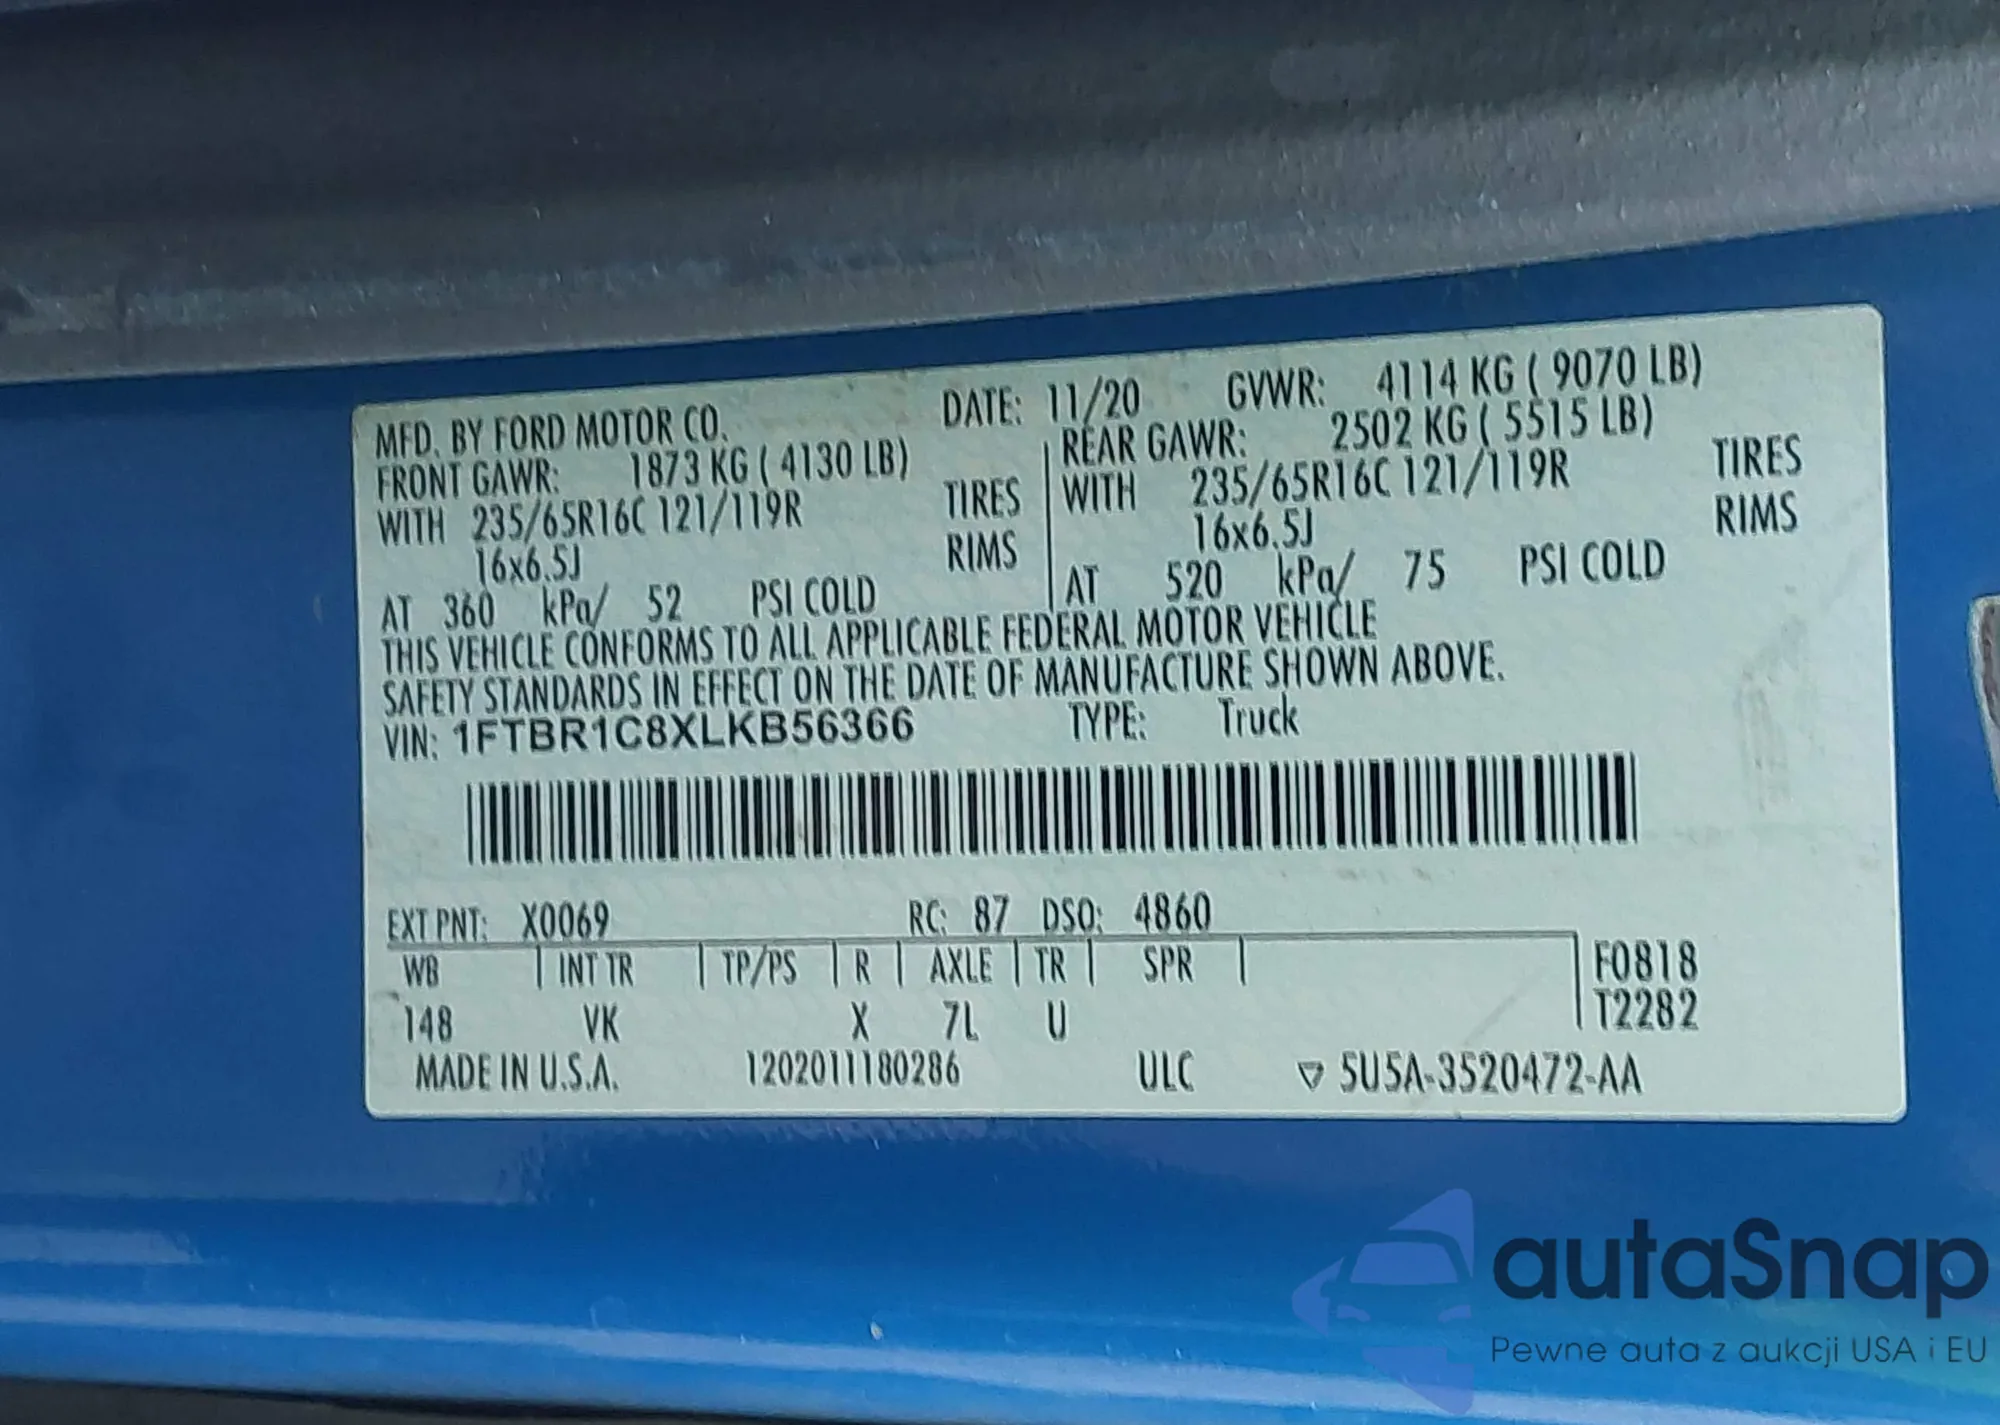 MFD. BY FORD MOTOR CO. DATE: 11/20 GVWR: 4114 KG ( 9070 LB)
FRONT GAWR: 1873 KG ( 4130 LB)
WITH 235/65R16C 121/119R TIRES
16x6.5J RIMS
AT 360 kPa/ 52 PSI COLD
REAR GAWR: 2502 KG ( 5515 LB)
WITH 235/65R16C 121/119R TIRES
16x6.5J RIMS
AT 520 kPa/ 75 PSI COLD
THIS VEHICLE CONFORMS TO ALL APPLICABLE FEDERAL MOTOR VEHICLE
SAFETY STANDARDS IN EFFECT ON THE DATE OF MANUFACTURE SHOWN ABOVE.
VIN: 1FTBR1C8XLKB56366 TYPE: Truck
EXT PNT: X0069 RC: 87 DSO: 4860
WB | INT TR | TP/PS | R | AXLE | TR | SPR | F0818
148 VK X 7L U T2282
MADE IN U.S.A. 1202011180286 ULC ▽ 5U5A-3520472-AA
autaSnap
Pewne auta z aukcji USA i EU